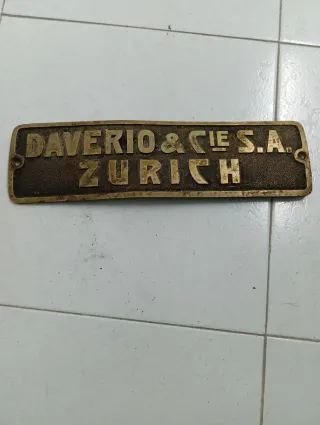 DAVERIO & CIE S.A.
ZURICH